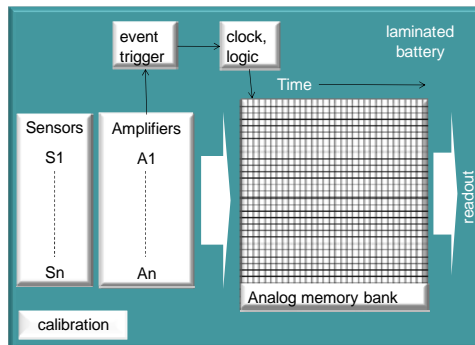 event
trigger
clock,
logic
laminated
battery
Time
Sensors
S1
Sn
Amplifiers
A1
An
readout
Analog memory bank
calibration